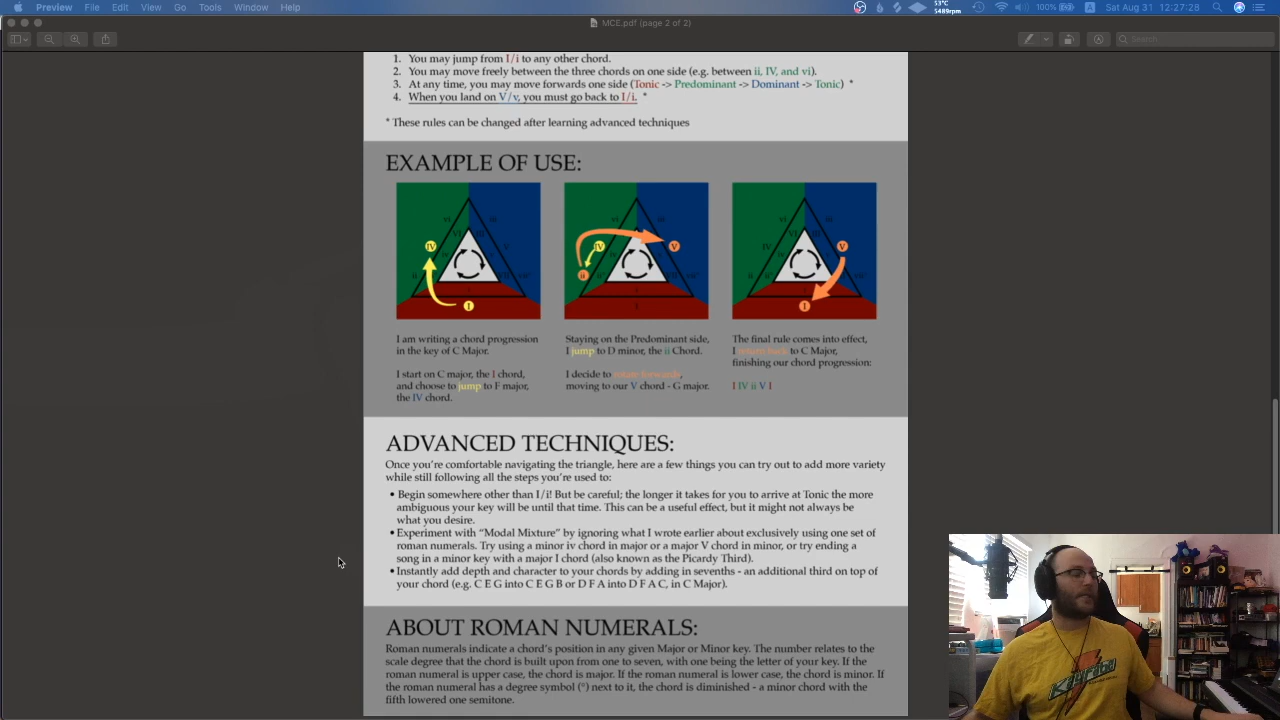 Preview File Edit View Go Tools Window Help
53°C
5489rpm
100%
A
Sat Aug 31 12:27:28
MCE.pdf (page 2 of 2)
Search
1. You may jump from I/i to any other chord.
2. You may move freely between the three chords on one side (e.g. between ii, IV, and vi).
3. At any time, you may move forwards one side (Tonic -> Predominant -> Dominant -> Tonic) *
4. When you land on V/v, you must go back to I/i. *
* These rules can be changed after learning advanced techniques
EXAMPLE OF USE:
IV
I
IV
ii
V
V
I
I am writing a chord progression
in the key of C Major.
I start on C major, the I chord,
and choose to jump to F major,
the IV chord.
Staying on the Predominant side,
I jump to D minor, the ii Chord.
I decide to rotate forwards,
moving to our V chord - G major.
The final rule comes into effect,
I to C Major,
finishing our chord progression:
I IV ii V I
ADVANCED TECHNIQUES:
Once you're comfortable navigating the triangle, here are a few things you can try out to add more variety
while still following all the steps you're used to:
• Begin somewhere other than I/i! But be careful; the longer it takes for you to arrive at Tonic the more
ambiguous your key will be until that time. This can be a useful effect, but it might not always be
what you desire.
• Experiment with “Modal Mixture” by ignoring what I wrote earlier about exclusively using one set of
roman numerals. Try using a minor iv chord in major or a major V chord in minor, or try ending a
song in a minor key with a major I chord (also known as the Picardy Third).
• Instantly add depth and character to your chords by adding in sevenths - an additional third on top of
your chord (e.g. C E G into C E G B or D F A into D F A C, in C Major).
ABOUT ROMAN NUMERALS:
Roman numerals indicate a chord's position in any given Major or Minor key. The number relates to the
scale degree that the chord is built upon from one to seven, with one being the letter of your key. If the
roman numeral is upper case, the chord is major. If the roman numeral is lower case, the chord is minor. If
the roman numeral has a degree symbol (°) next to it, the chord is diminished - a minor chord with the
fifth lowered one semitone.